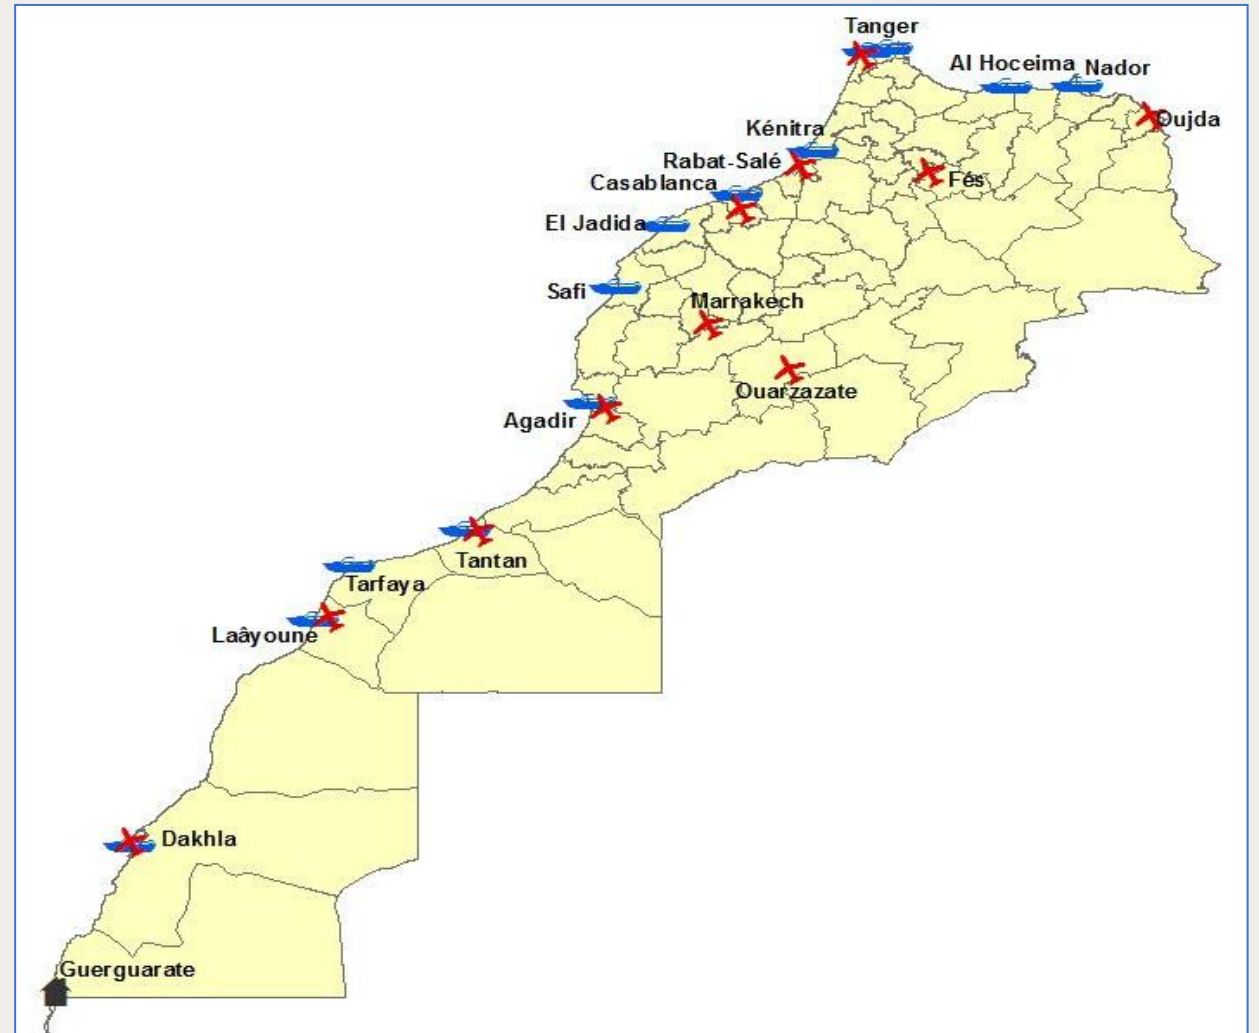 Tanger
Al Hoceima
Nador
Oujda
Kénitra
Rabat-Salé
Fés
Casablanca
El Jadida
Safi
Marrakech
Ouarzazate
Agadir
Tantan
Tarfaya
Laâyoune
Dakhla
Guerguarate